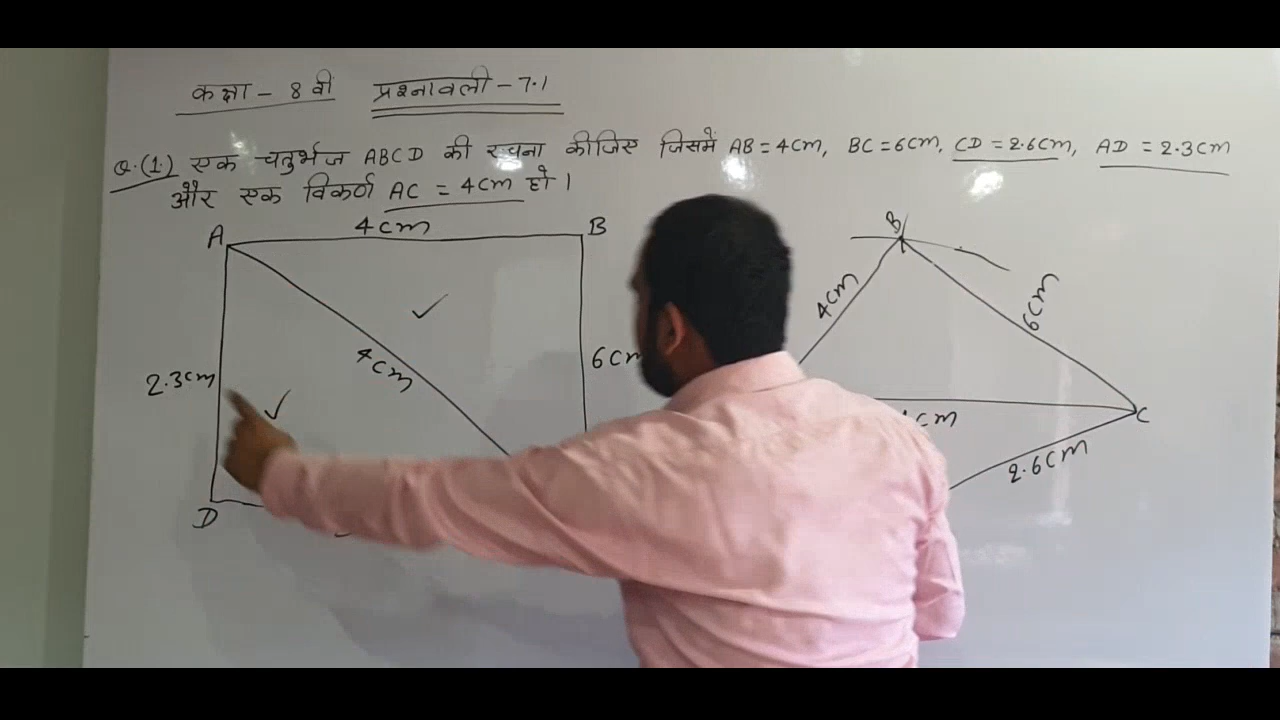 कक्षा - 8 वी प्रश्नावली - 7.1
Q.(1.) एक चतुर्भज ABCD की रचना कीजिए जिसमें AB = 4cm, BC = 6cm, CD = 2.6cm, AD = 2.3cm
और एक विकर्ण AC = 4cm हो।
A 4cm B
B
4cm
6cm
4cm
6cm
2.3cm
cm
C
2.6cm
D